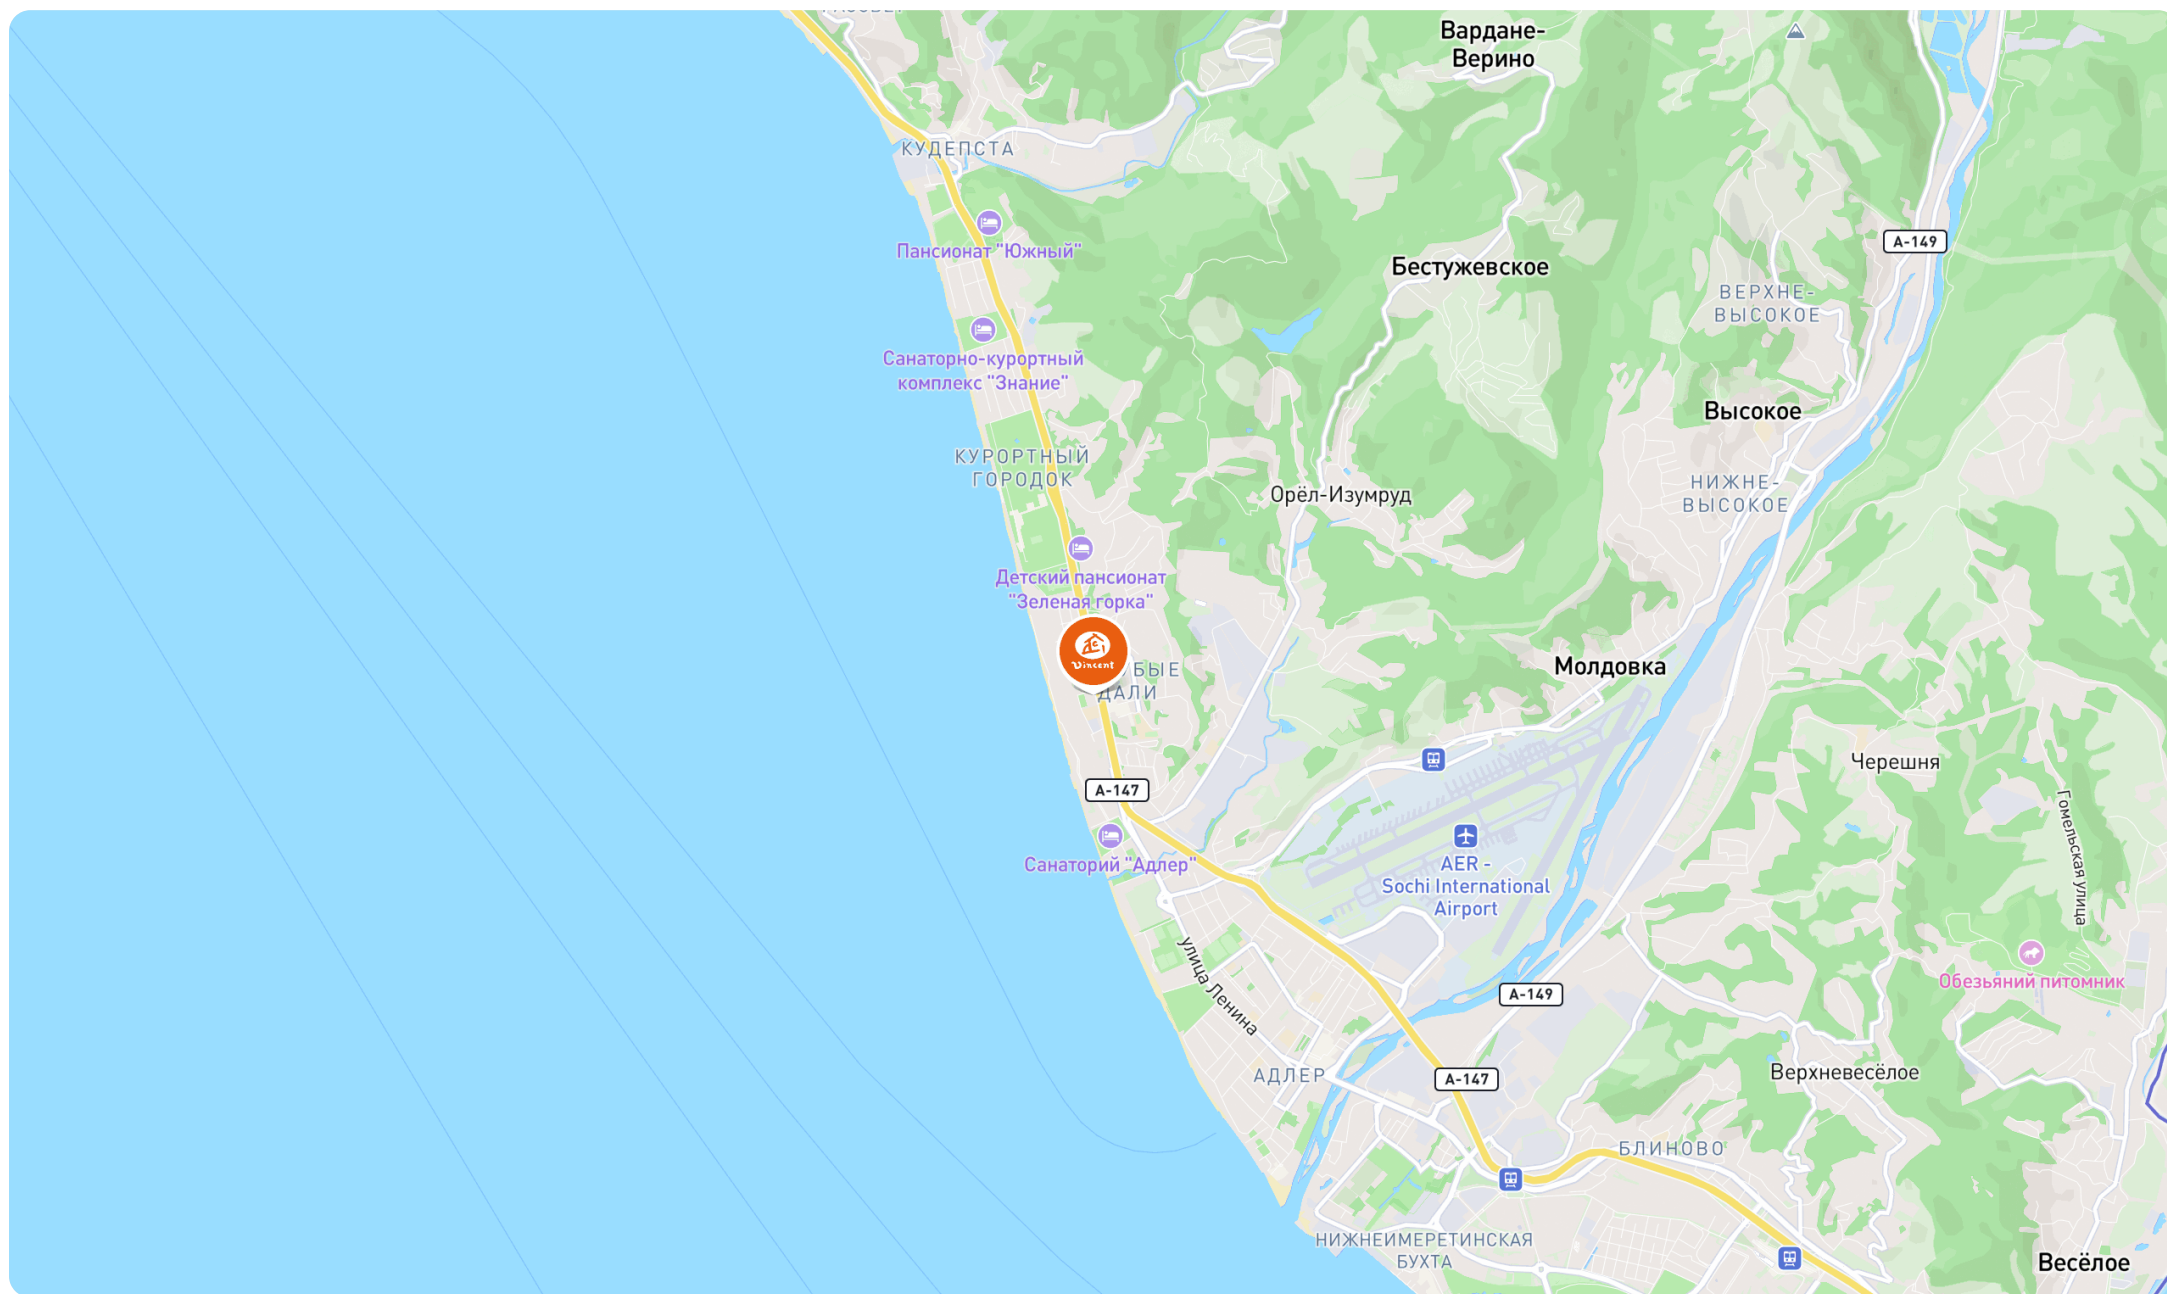 Вардане-
Верино
КУДЕПСТА
А-149
Пансионат "Южный"
Бестужевское
ВЕРХНЕ-
ВЫСОКОЕ
Санаторно-курортный
комплекс "Знание"
Высокое
КУРОРТНЫЙ
ГОРОДОК
НИЖНЕ-
ВЫСОКОЕ
Орёл-Изумруд
Детский пансионат
"Зеленая горка"
Vincent
БЫЕ
ДАЛИ
Молдовка
Черешня
А-147
Гомельская улица
Санаторий "Адлер"
AER -
Sochi International
Airport
улица Ленина
Обезьяний питомник
А-149
Верхневесёлое
АДЛЕР
А-147
БЛИНОВО
НИЖНЕИМЕРЕТИНСКАЯ
БУХТА
Весёлое